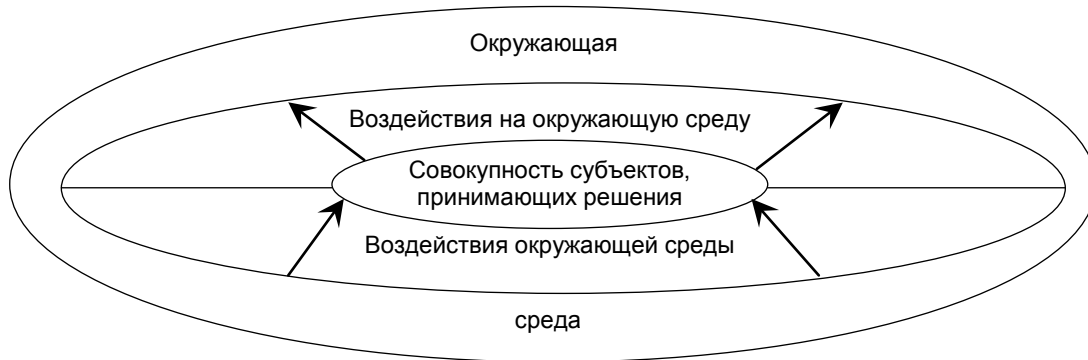 Окружающая
Воздействия на окружающую среду
Совокупность субъектов,
принимающих решения
Воздействия окружающей среды
среда